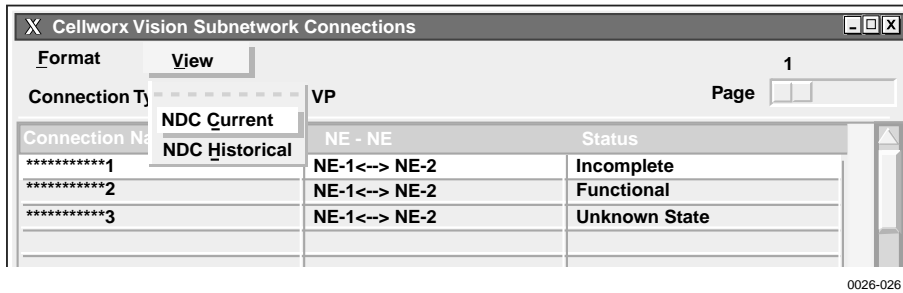 X Cellworx Vision Subnetwork Connections
Format View
1
Connection Ty VP Page
NDC Current
NDC Historical
Connection Na NE - NE Status
***********1 NE-1<--> NE-2 Incomplete
***********2 NE-1<--> NE-2 Functional
***********3 NE-1<--> NE-2 Unknown State
0026-026